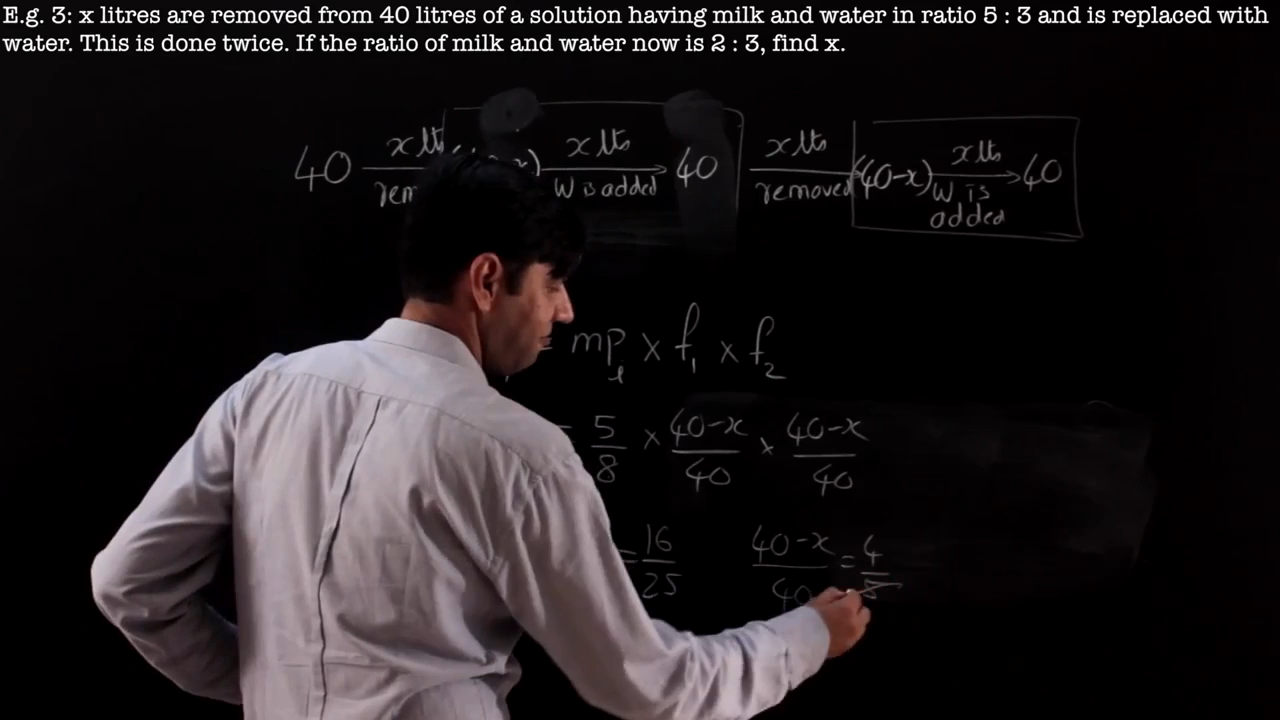 E.g. 3: x litres are removed from 40 litres of a solution having milk and water in ratio 5 : 3 and is replaced with
water. This is done twice. If the ratio of milk and water now is 2 : 3, find x.
40 x lts x lts 40 x lts (40-x) x lts 40
W is added removed W is
added
= mp₁ × f₁ × f₂
= 5/8 × 40-x/40 × 40-x/40
= 16/25 40-x/40 = 4/5